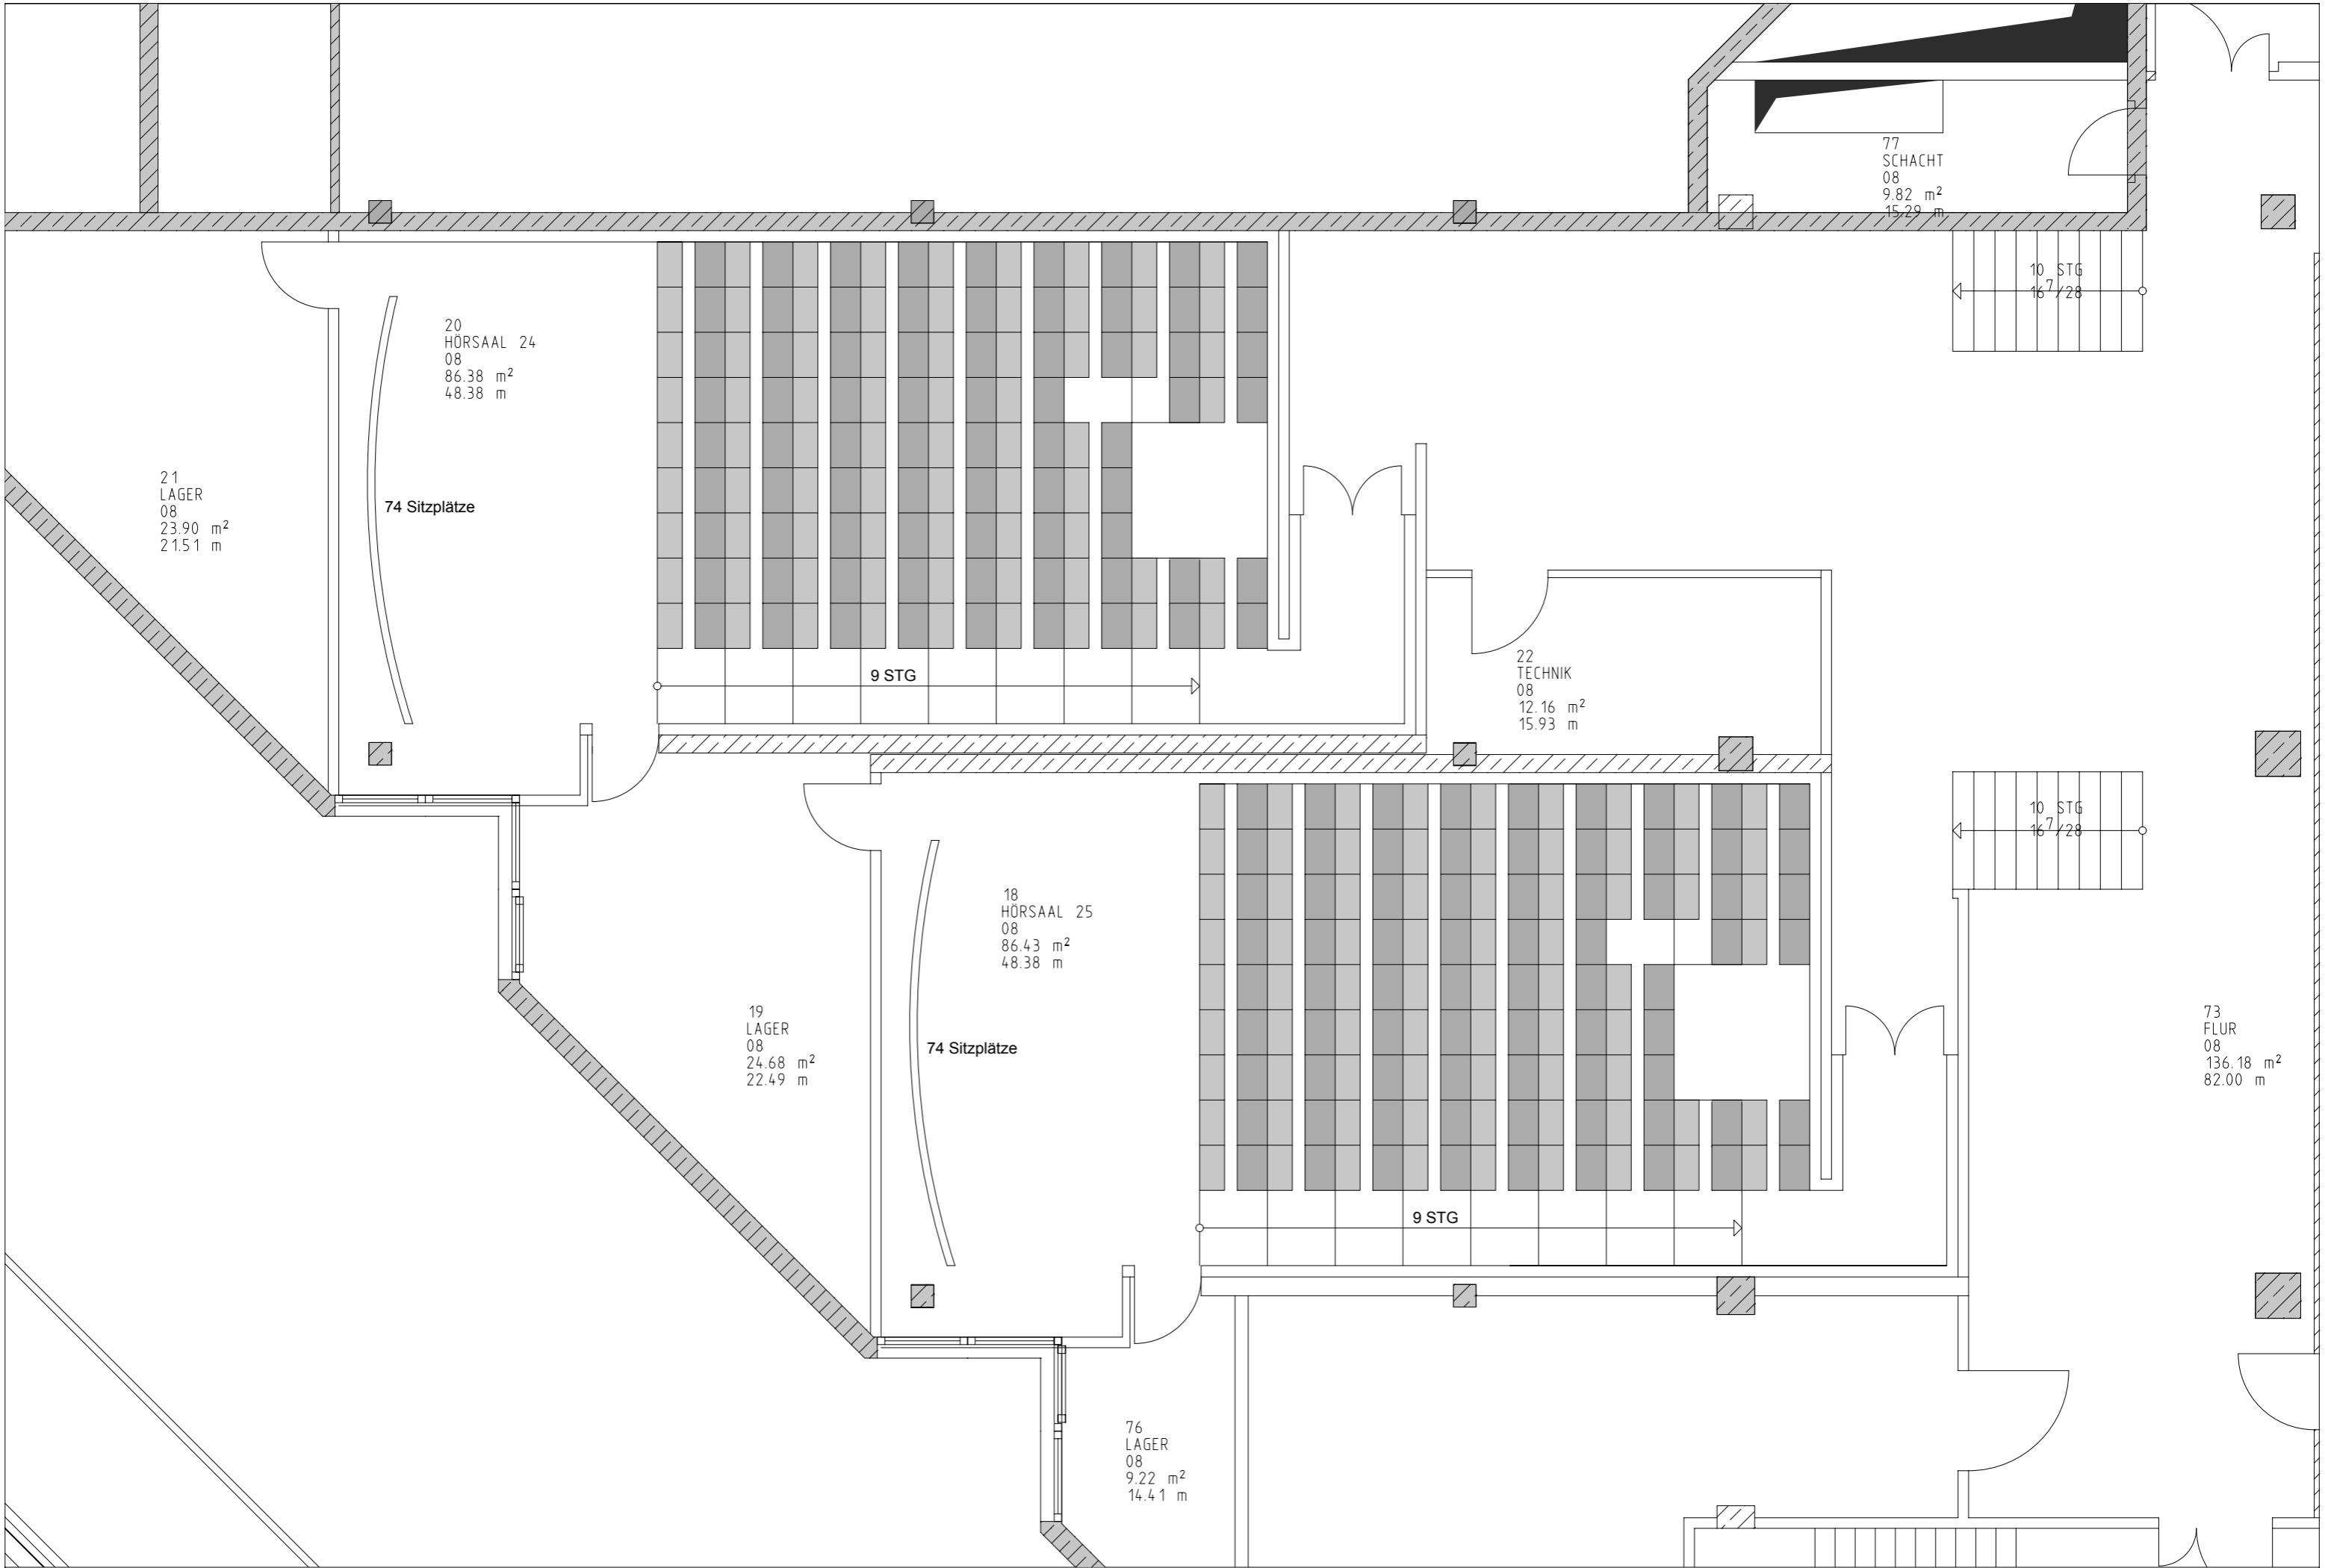 77
SCHACHT
08
9.82 m²
15.29 m
10 STG
16⁷/28
20
HÖRSAAL 24
08
86.38 m²
48.38 m
21
LAGER
08
23.90 m²
21.51 m
74 Sitzplätze
9 STG
22
TECHNIK
08
12.16 m²
15.93 m
10 STG
16⁷/28
18
HÖRSAAL 25
08
86.43 m²
48.38 m
19
LAGER
08
24.68 m²
22.49 m
74 Sitzplätze
73
FLUR
08
136.18 m²
82.00 m
9 STG
76
LAGER
08
9.22 m²
14.41 m